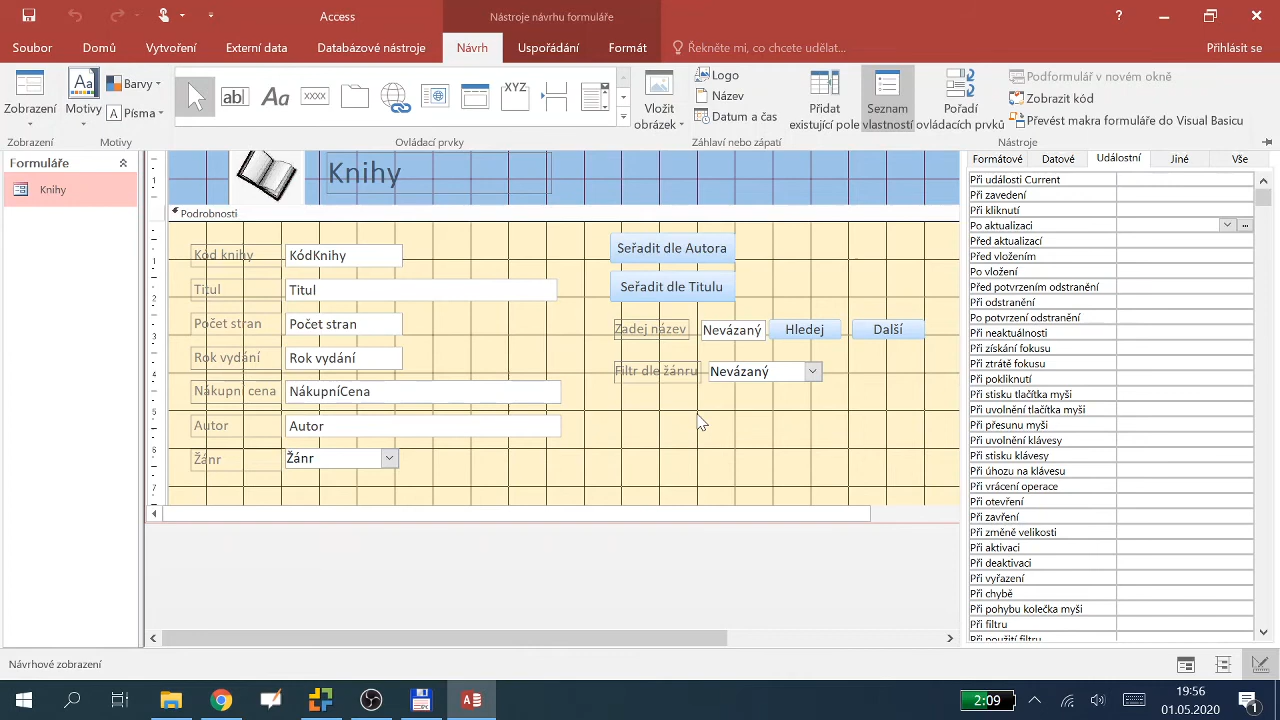 Access
Nástroje návrhu formuláře
?
Soubor
Domů
Vytvoření
Externí data
Databázové nástroje
Návrh
Uspořádání
Formát
Řekněte mi, co chcete udělat...
Přihlásit se
Zobrazení
Motivy
Barvy
Písma
ab|
Aa
xxxx
XYZ
Vložit obrázek
Logo
Název
Datum a čas
Přidat existující pole
Seznam vlastností
Pořadí ovládacích prvků
Podformulář v novém okně
Zobrazit kód
Převést makra formuláře do Visual Basicu
Zobrazení
Motivy
Ovládací prvky
Záhlaví nebo zápatí
Nástroje
Formuláře
Knihy
Knihy
Podrobnosti
Kód knihy
KódKnihy
Titul
Titul
Počet stran
Počet stran
Rok vydání
Rok vydání
Nákupní cena
NákupníCena
Autor
Autor
Žánr
Žánr
Seřadit dle Autora
Seřadit dle Titulu
Zadej název
Nevázaný
Hledej
Další
Filtr dle žánru
Nevázaný
Formátové
Datové
Událostní
Jiné
Vše
Při události Current
Při zavedení
Při kliknutí
Po aktualizaci
Před aktualizací
Před vložením
Po vložení
Před potvrzením odstranění
Při odstranění
Po potvrzení odstranění
Při zneplatnění
Při neaktuálnosti
Při získání fokusu
Při ztrátě fokusu
Při poklepání
Při stisku tlačítka myši
Při uvolnění tlačítka myši
Při přesunu myši
Při uvolnění klávesy
Při stisku klávesy
Při úhozu na klávesu
Při vrácení operace
Při otevření
Při zavření
Při změně velikosti
Při aktivaci
Při deaktivaci
Při vyřazení
Při chybě
Při pohybu kolečka myši
Při filtru
Při použití filtru
Návrhové zobrazení
2:09
19:56
01.05.2020
1